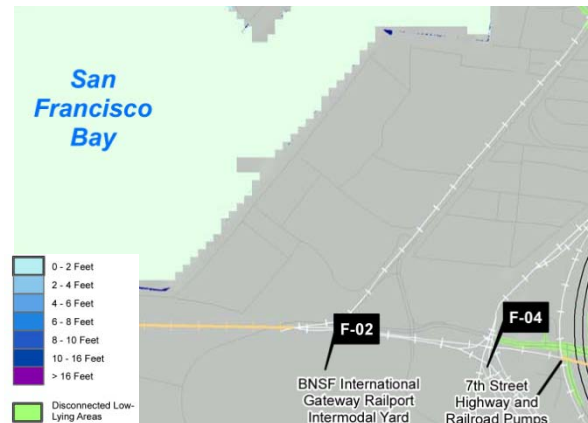 San
Francisco
Bay
0 - 2 Feet
2 - 4 Feet
4 - 6 Feet
6 - 8 Feet
8 - 10 Feet
10 - 16 Feet
> 16 Feet
Disconnected Low-
Lying Areas
F-02
BNSF International
Gateway Railport
Intermodal Yard
F-04
7th Street
Highway and
Railroad Pumps